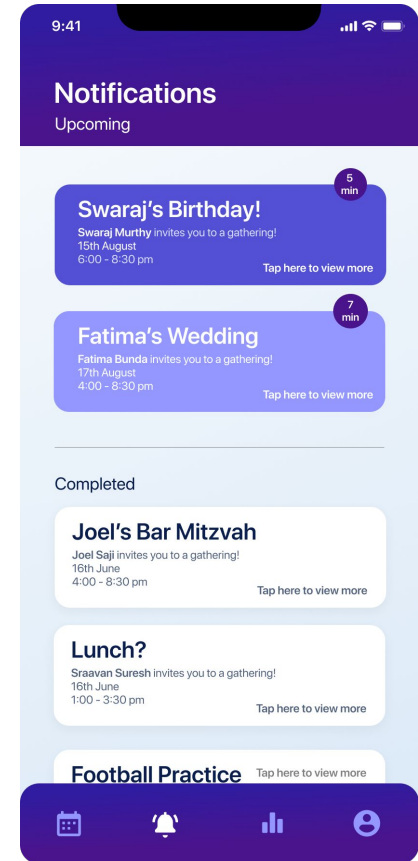 9:41
Notifications
Upcoming
5
min
Swaraj's Birthday!
Swaraj Murthy invites you to a gathering!
15th August
6:00 - 8:30 pm
Tap here to view more
7
min
Fatima's Wedding
Fatima Bunda invites you to a gathering!
17th August
4:00 - 8:30 pm
Tap here to view more
Completed
Joel's Bar Mitzvah
Joel Saji invites you to a gathering!
16th June
4:00 - 8:30 pm
Tap here to view more
Lunch?
Sraavan Suresh invites you to a gathering!
16th June
1:00 - 3:30 pm
Tap here to view more
Football Practice
Tap here to view more